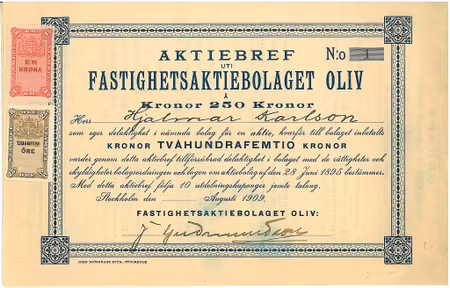 AKTIEBREF
N:o 1
UTI
FASTIGHETSAKTIEBOLAGET OLIV
Å
Kronor 250 Kronor
Herr Hjalmar Karlson
som eger delaktighet i nämnda bolag för en aktie, hvarför till bolaget inbetalts
KRONOR TVÅHUNDRAFEMTIO KRONOR
varder genom detta aktiebref tillförsäkrad delaktighet i bolaget med de rättigheter och
skyldigheter bolagsordningen och lagen om aktiebolag af den 28 Juni 1895 bestämmer.
Med detta aktiebref följa 10 utdelningskuponger jemte talong.
Stockholm den Augusti 1909.
FASTIGHETSAKTIEBOLAGET OLIV:
EN
KRONA
ÖRE